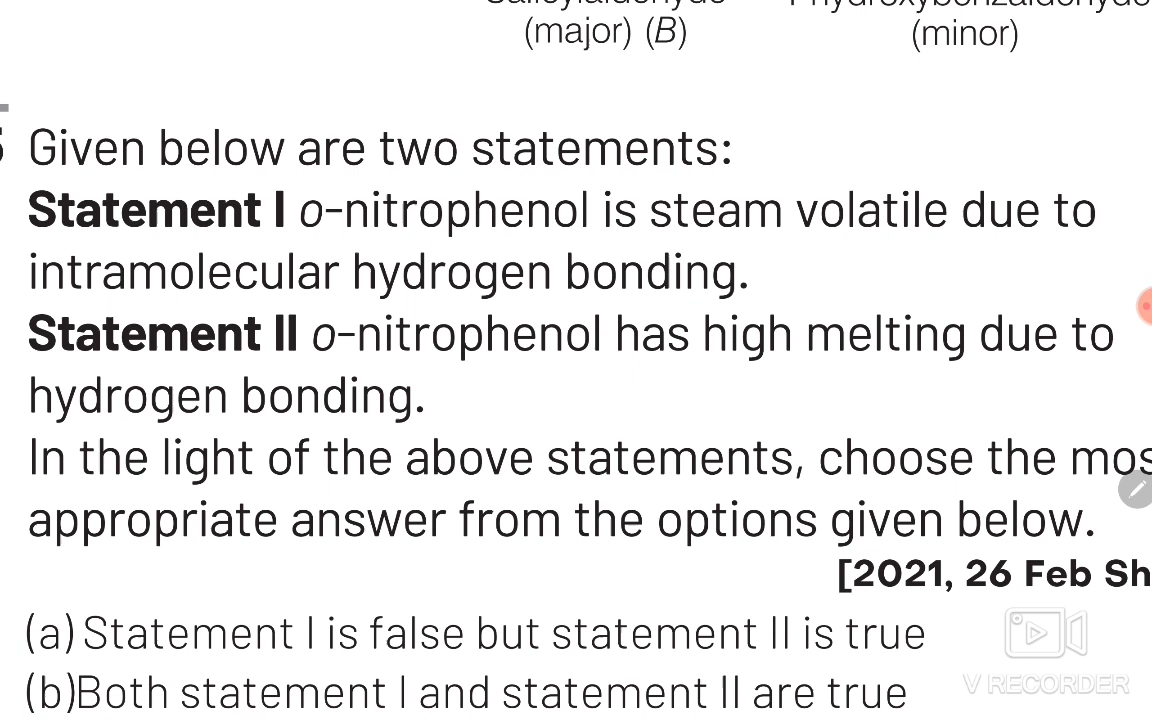 (major) (B)
(minor)
Given below are two statements:
Statement I o-nitrophenol is steam volatile due to
intramolecular hydrogen bonding.
Statement II o-nitrophenol has high melting due to
hydrogen bonding.
In the light of the above statements, choose the mos
appropriate answer from the options given below.
[2021, 26 Feb Sh
(a) Statement I is false but statement II is true
(b)Both statement I and statement II are true
V RECORDER